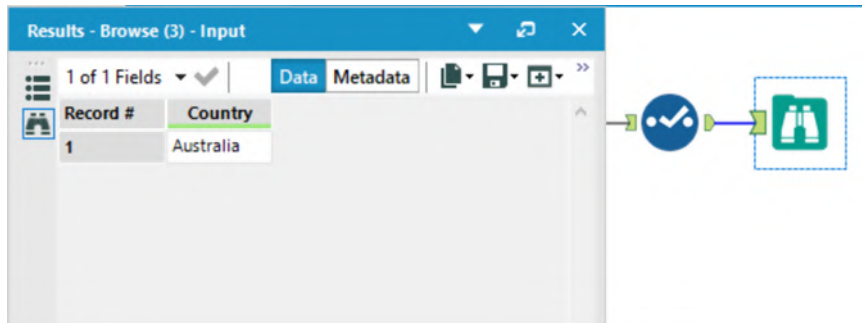 Results - Browse (3) - Input
1 of 1 Fields Data Metadata
Record # Country
1 Australia